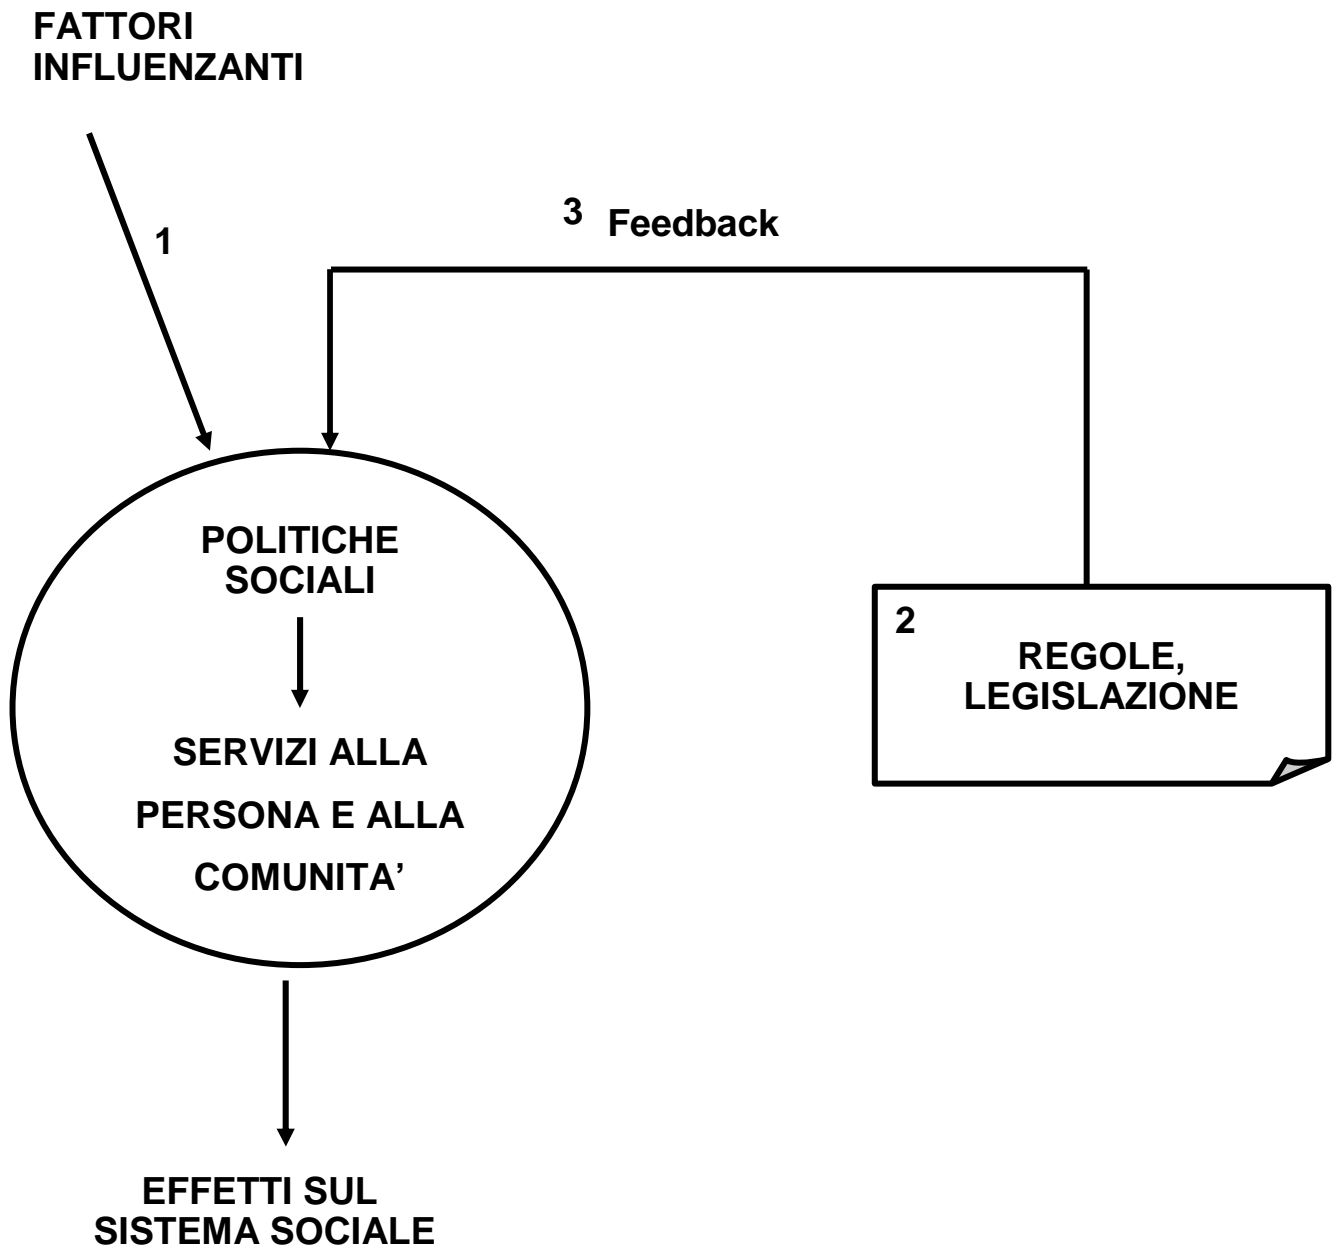 FATTORI
INFLUENZANTI
1
3 Feedback
POLITICHE
SOCIALI
SERVIZI ALLA
PERSONA E ALLA
COMUNITA’
2
REGOLE,
LEGISLAZIONE
EFFETTI SUL
SISTEMA SOCIALE